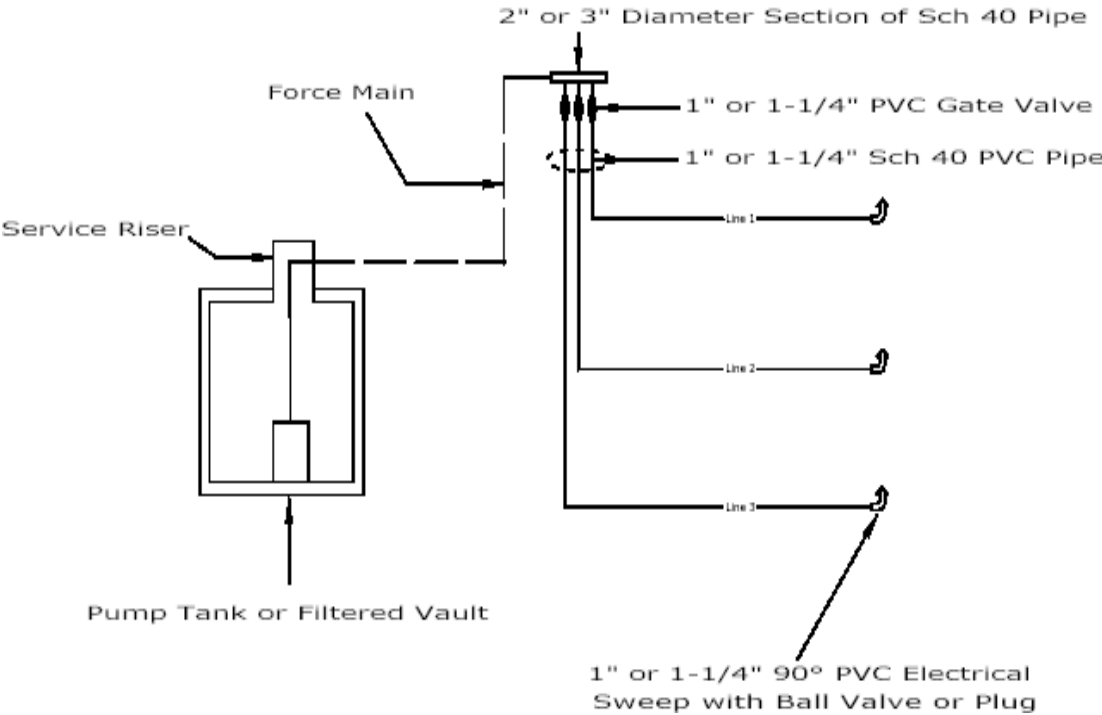 2" or 3" Diameter Section of Sch 40 Pipe
Force Main
1" or 1-1/4" PVC Gate Valve
1" or 1-1/4" Sch 40 PVC Pipe
Service Riser
Line 1
Line 2
Line 3
Pump Tank or Filtered Vault
1" or 1-1/4" 90° PVC Electrical
Sweep with Ball Valve or Plug